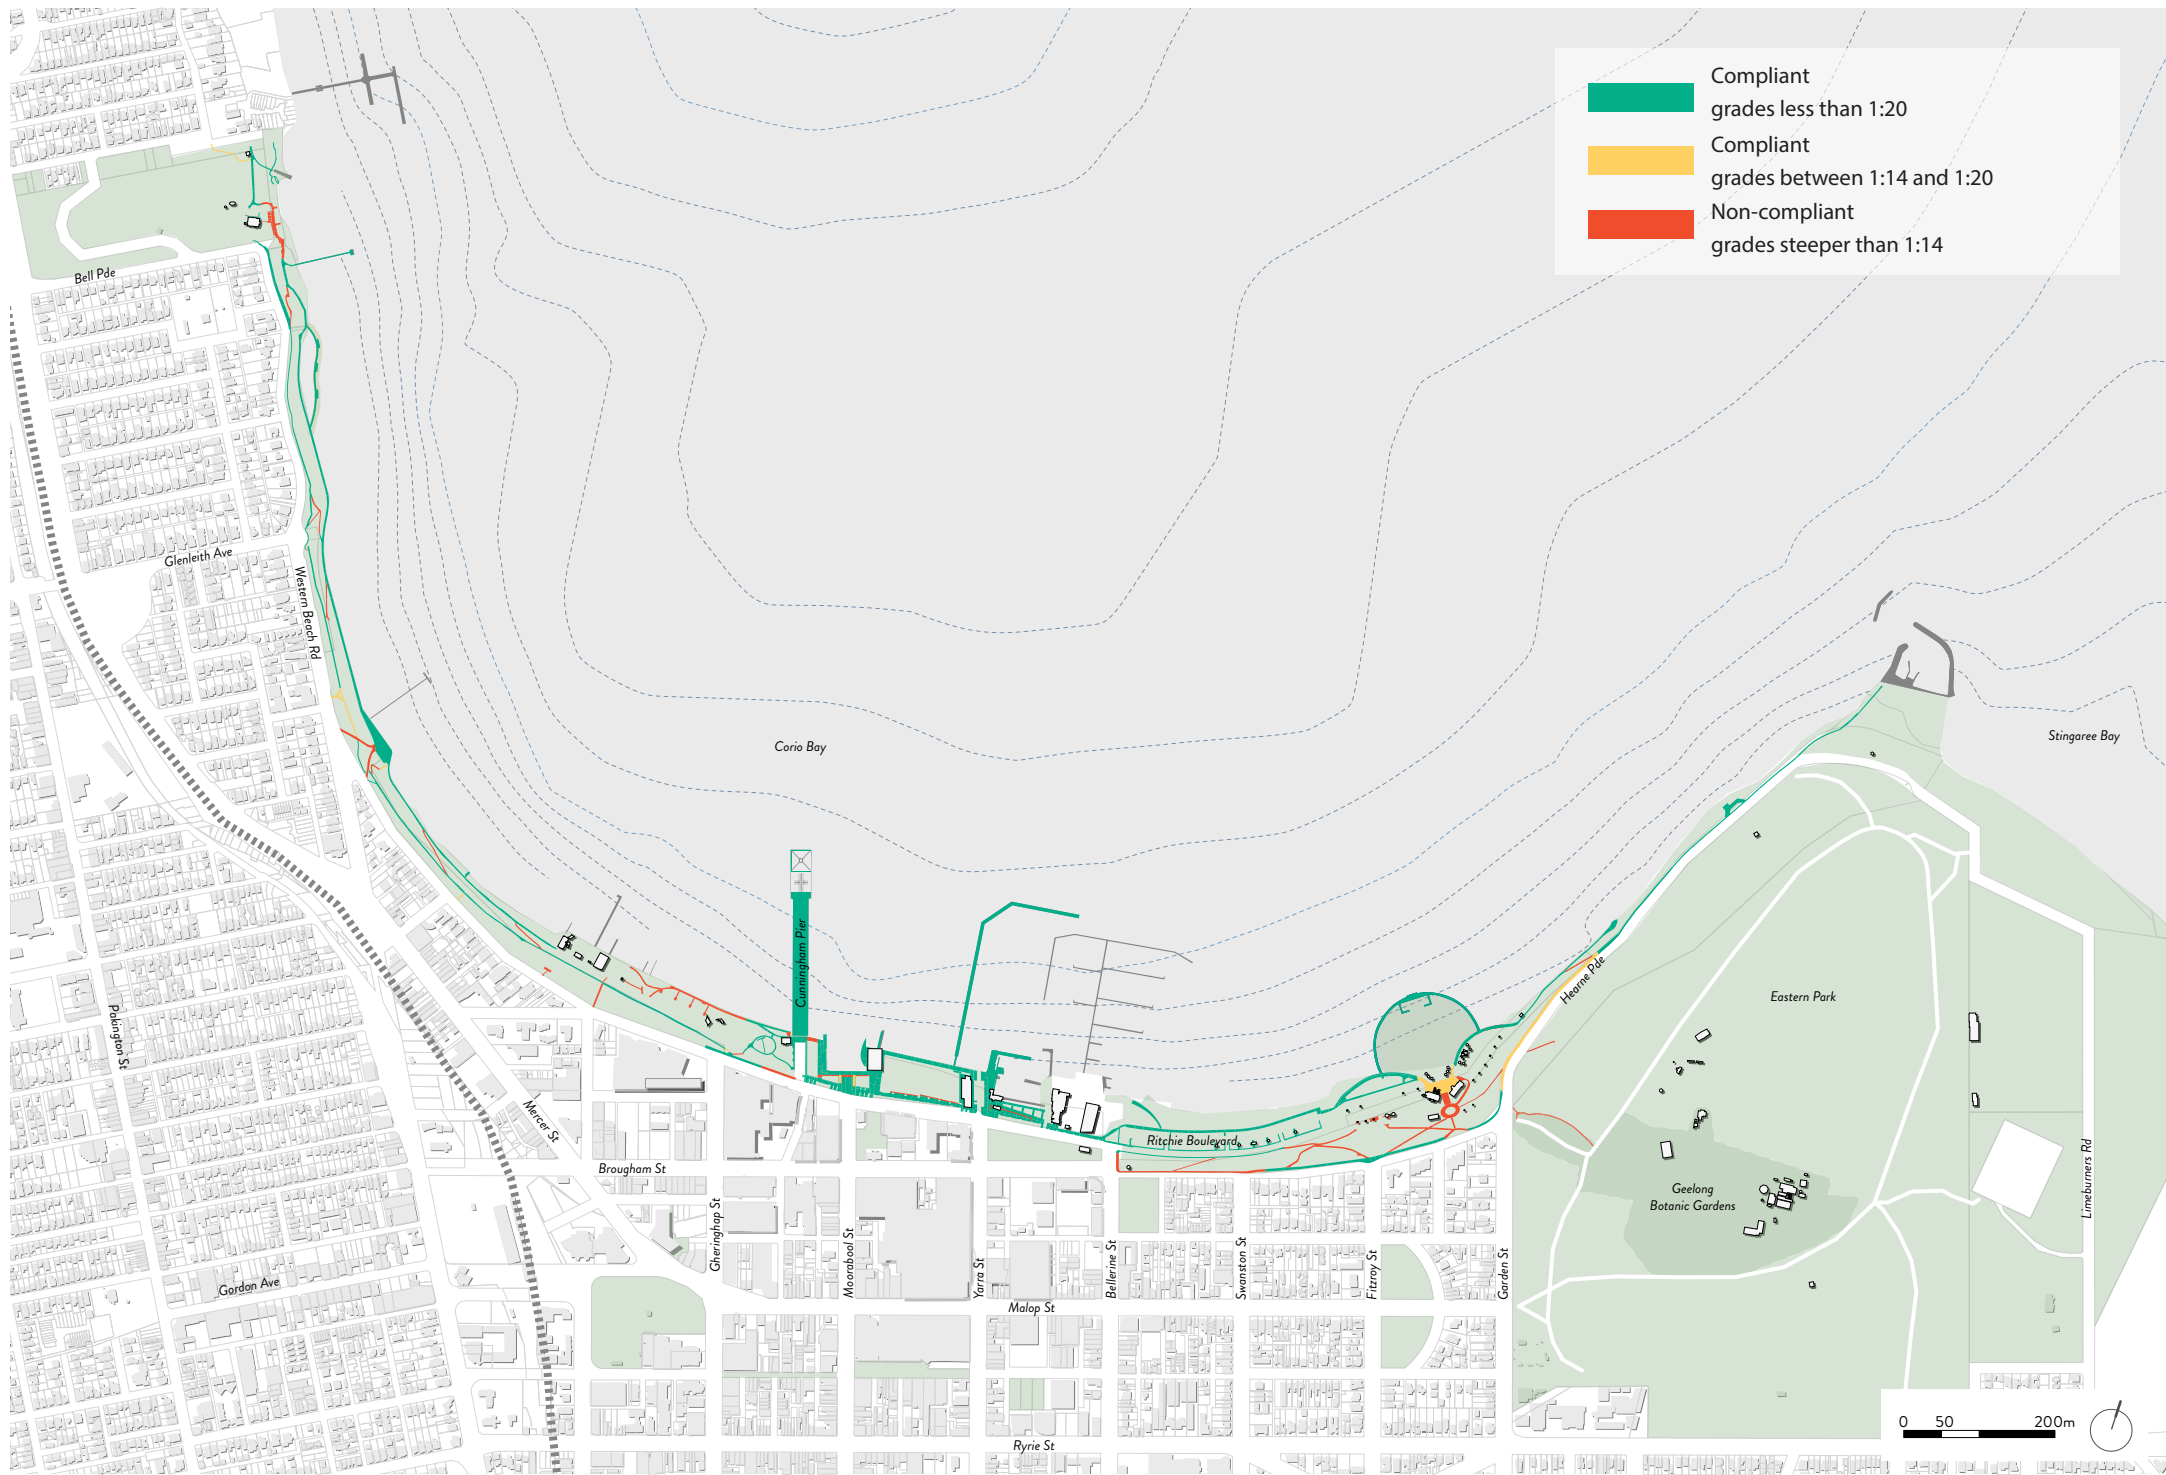 Compliant
grades less than 1:20
Compliant
grades between 1:14 and 1:20
Non-compliant
grades steeper than 1:14
Bell Pde
Glenleith Ave
Western Beach Rd
Corio Bay
Stingaree Bay
Cunningham Pier
Hearne Pde
Eastern Park
Pakington St
Mercer St
Ritchie Boulevard
Brougham St
Geelong
Botanic Gardens
Limeburners Rd
Gheringhap St
Moorabool St
Yarra St
Bellerine St
Swanston St
Fitzroy St
Garden St
Gordon Ave
Malop St
Ryrie St
0 50 200m